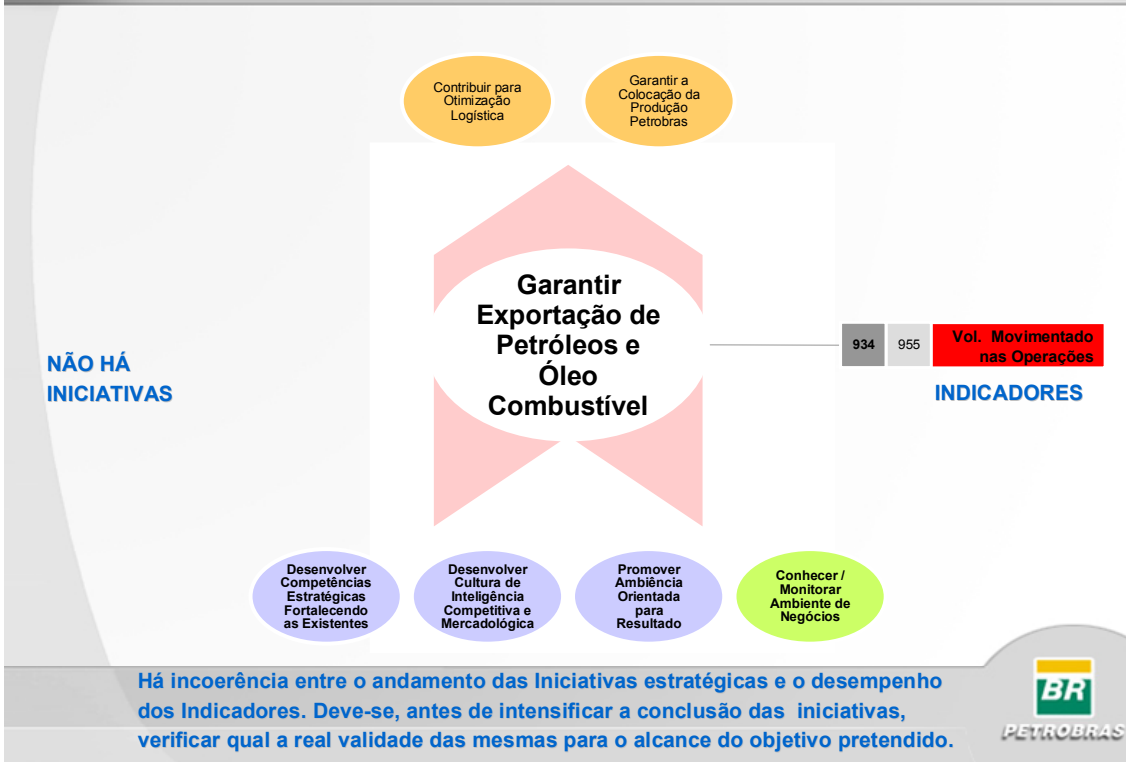 Contribuir para
Otimização
Logística
Garantir a
Colocação da
Produção
Petrobras
Garantir
Exportação de
Petróleos e
Óleo
Combustível
NÃO HÁ
INICIATIVAS
934
955
Vol. Movimentado
nas Operações
INDICADORES
Desenvolver
Competências
Estratégicas
Fortalecendo
as Existentes
Desenvolver
Cultura de
Inteligência
Competitiva e
Mercadológica
Promover
Ambiência
Orientada
para
Resultado
Conhecer /
Monitorar
Ambiente de
Negócios
Há incoerência entre o andamento das Iniciativas estratégicas e o desempenho
dos Indicadores. Deve-se, antes de intensificar a conclusão das iniciativas,
verificar qual a real validade das mesmas para o alcance do objetivo pretendido.
BR
PETROBRAS